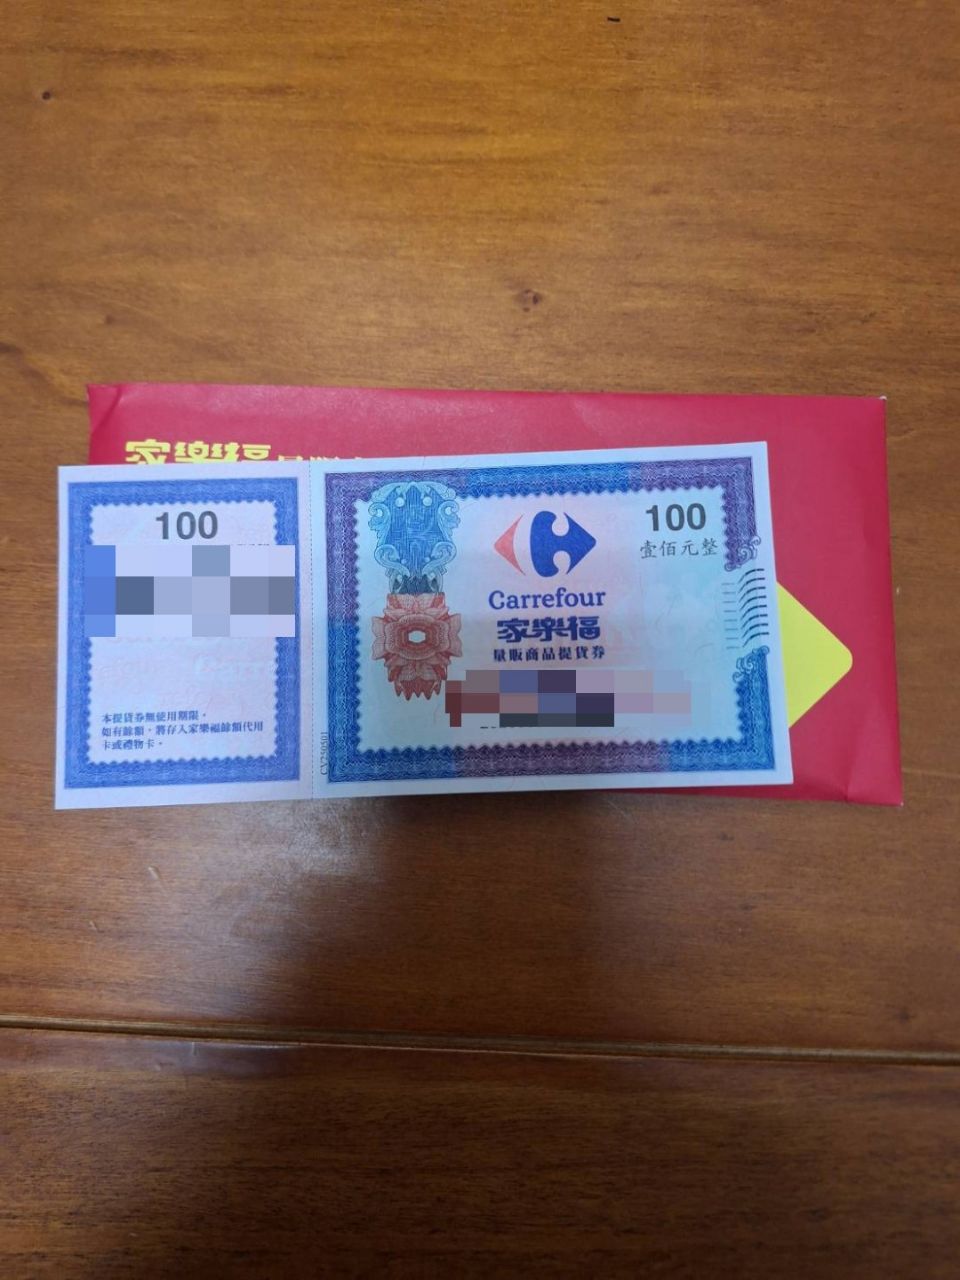 家樂福
100
本提貨券無使用期限，
如有餘額，將存入家樂福餘額代用
卡或禮物卡。
100
壹佰元整
Carrefour
家樂福
量販商品提貨券